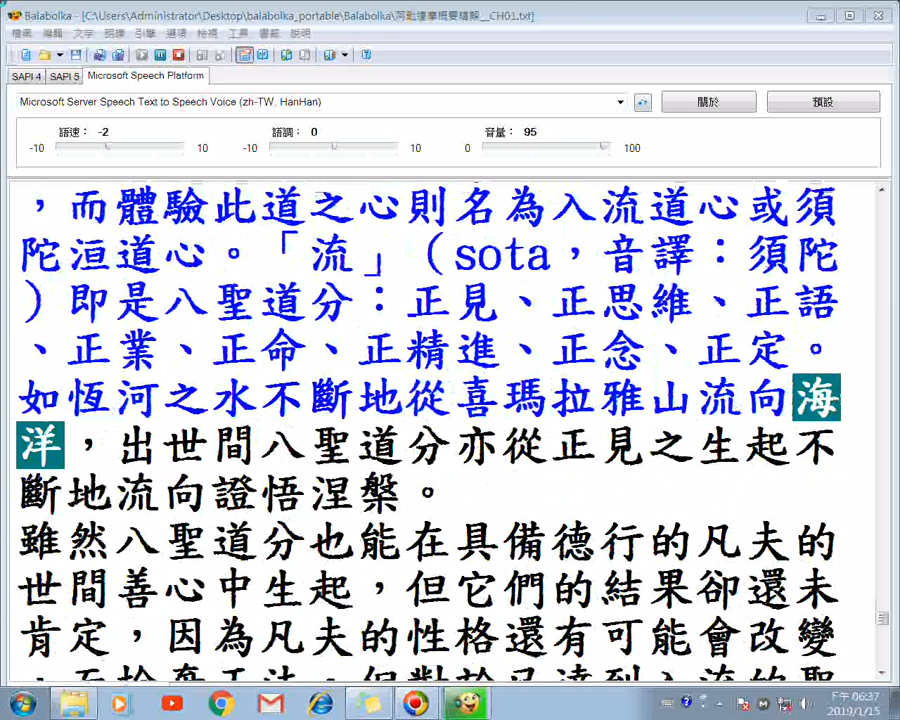 Balabolka - [C:\Users\Administrator\Desktop\balabolka_portable\Balabolka\阿毗達摩概要精解__CH01.txt]
檔案 編輯 文字 朗讀 引擎 選項 檢視 工具 書籤 說明
SAPI 4 SAPI 5 Microsoft Speech Platform
Microsoft Server Speech Text to Speech Voice (zh-TW, HanHan) 關於 預設
語速： -2 語調： 0 音量： 95
-10 10 -10 10 0 100
，而體驗此道之心則名為入流道心或須
陀洹道心。「流」（sota，音譯：須陀
）即是八聖道分：正見、正思維、正語
、正業、正命、正精進、正念、正定。
如恆河之水不斷地從喜瑪拉雅山流向海
洋，出世間八聖道分亦從正見之生起不
斷地流向證悟涅槃。
雖然八聖道分也能在具備德行的凡夫的
世間善心中生起，但它們的結果卻還未
肯定，因為凡夫的性格還有可能會改變
下午 06:37
2019/1/15